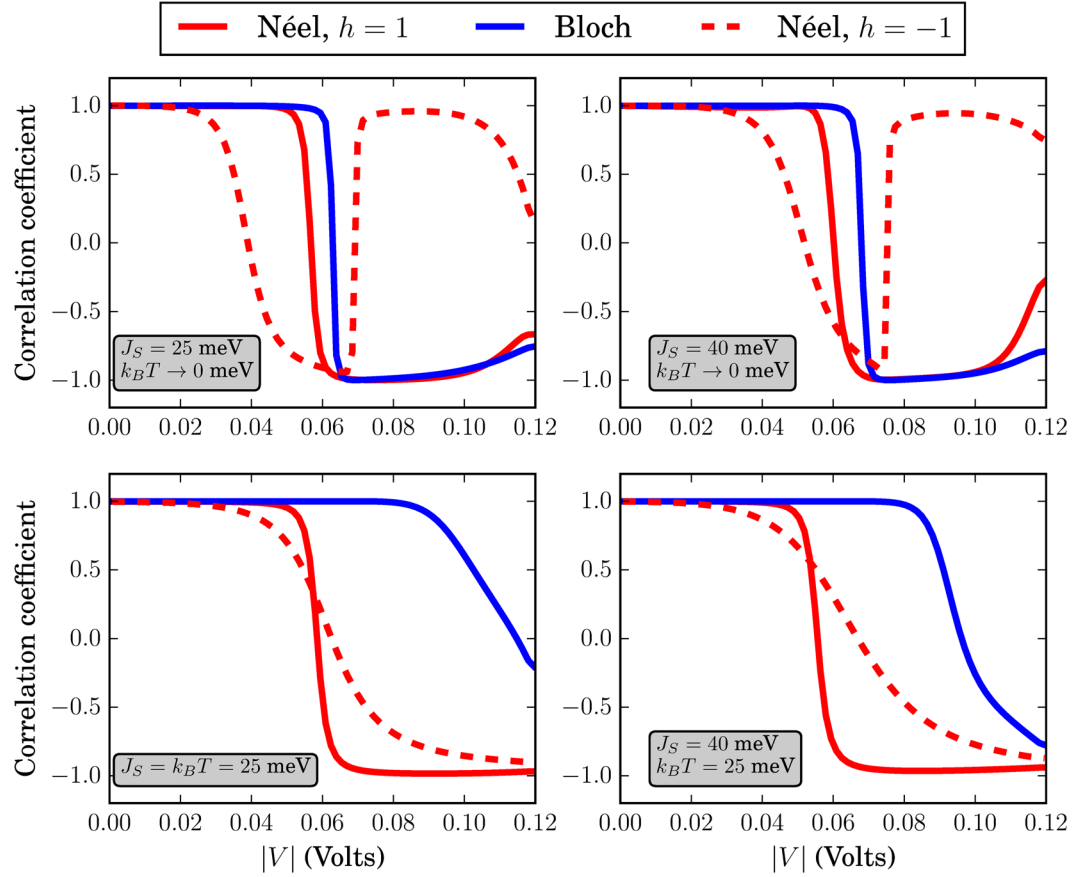 Néel, h = 1 Bloch Néel, h = −1
Correlation coefficient
1.0
0.5
0.0
−0.5
−1.0
J_S = 25 meV
k_BT → 0 meV
0.00 0.02 0.04 0.06 0.08 0.10 0.12
1.0
0.5
0.0
−0.5
−1.0
J_S = 40 meV
k_BT → 0 meV
0.00 0.02 0.04 0.06 0.08 0.10 0.12
Correlation coefficient
1.0
0.5
0.0
−0.5
−1.0
J_S = k_BT = 25 meV
0.00 0.02 0.04 0.06 0.08 0.10 0.12
|V| (Volts)
1.0
0.5
0.0
−0.5
−1.0
J_S = 40 meV
k_BT = 25 meV
0.00 0.02 0.04 0.06 0.08 0.10 0.12
|V| (Volts)